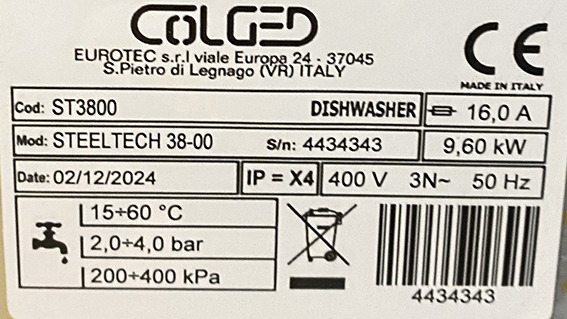 COLGED
EUROTEC s.r.l viale Europa 24 - 37045
S.Pietro di Legnago (VR) ITALY
CE
MADE IN ITALY
Cod: ST3800 DISHWASHER 16,0 A
Mod: STEELTECH 38-00 S/n: 4434343 9,60 kW
Date: 02/12/2024 IP = X4 400 V 3N~ 50 Hz
15÷60 °C
2,0÷4,0 bar
200÷400 kPa
4434343